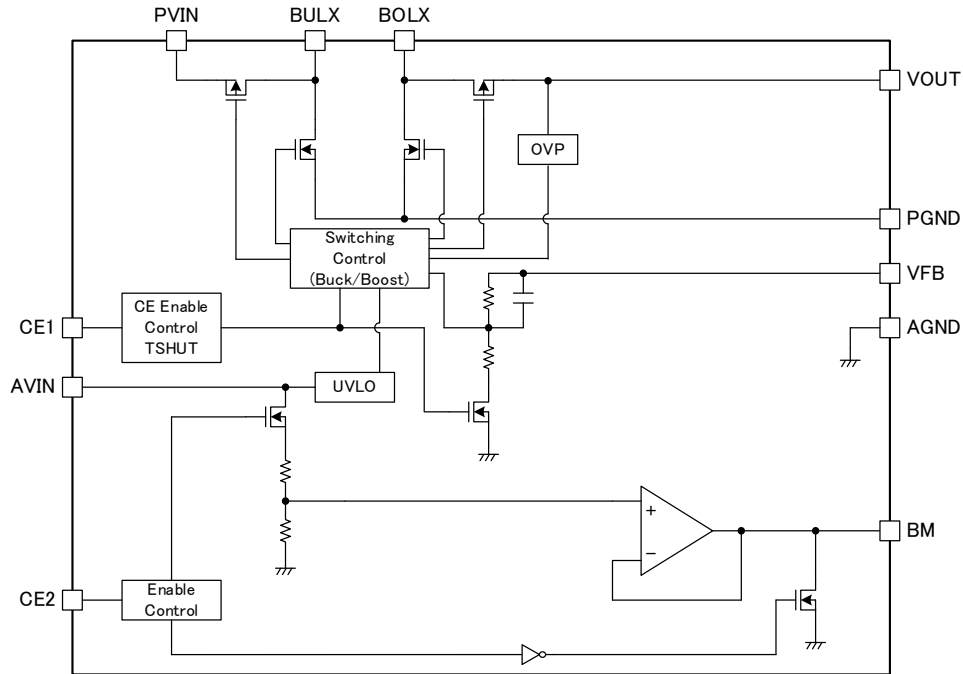 PVIN
BULX
BOLX
VOUT
OVP
PGND
Switching
Control
(Buck/Boost)
VFB
CE1
CE Enable
Control
TSHUT
AGND
AVIN
UVLO
+
−
BM
CE2
Enable
Control